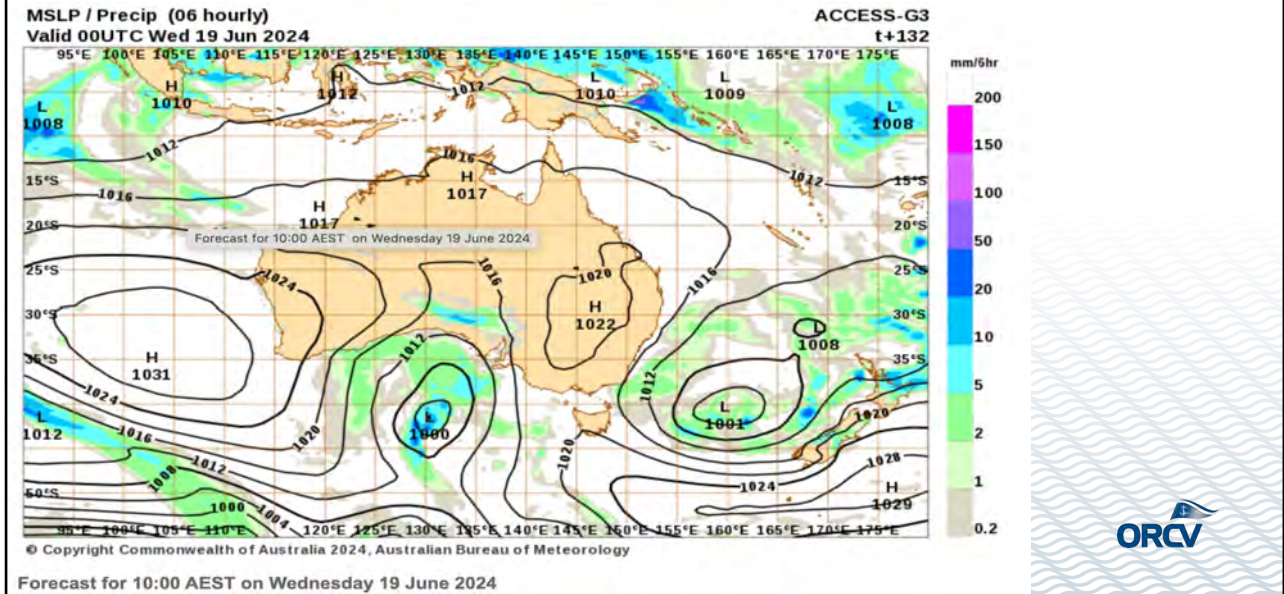 MSLP / Precip (06 hourly)
ACCESS-G3
Valid 00UTC Wed 19 Jun 2024
t+132
95°E 100°E 105°E 110°E 115°E 120°E 125°E 130°E 135°E 140°E 145°E 150°E 155°E 160°E 165°E 170°E 175°E
mm/6hr
H
1010
H
1012
1012
L
1010
L
1009
L
1008
L
1008
200
150
100
50
20
10
5
2
1
0.2
1012
1016
H
1017
1012
15°S
15°S
1016
H
1017
20°S
20°S
Forecast for 10:00 AEST on Wednesday 19 June 2024
25°S
25°S
1024
1016
1020
1016
H
1022
30°S
30°S
L
1008
35°S
35°S
H
1031
1012
1012
1024
L
1012
L
1000
L
1001
1020
1016
1020
1020
1012
1028
1008
1024
H
1029
50°S
50°S
1000
1004
95°E 100°E 105°E 110°E 120°E 125°E 130°E 135°E 140°E 145°E 150°E 155°E 160°E 165°E 170°E 175°E
© Copyright Commonwealth of Australia 2024, Australian Bureau of Meteorology
Forecast for 10:00 AEST on Wednesday 19 June 2024
ORCV